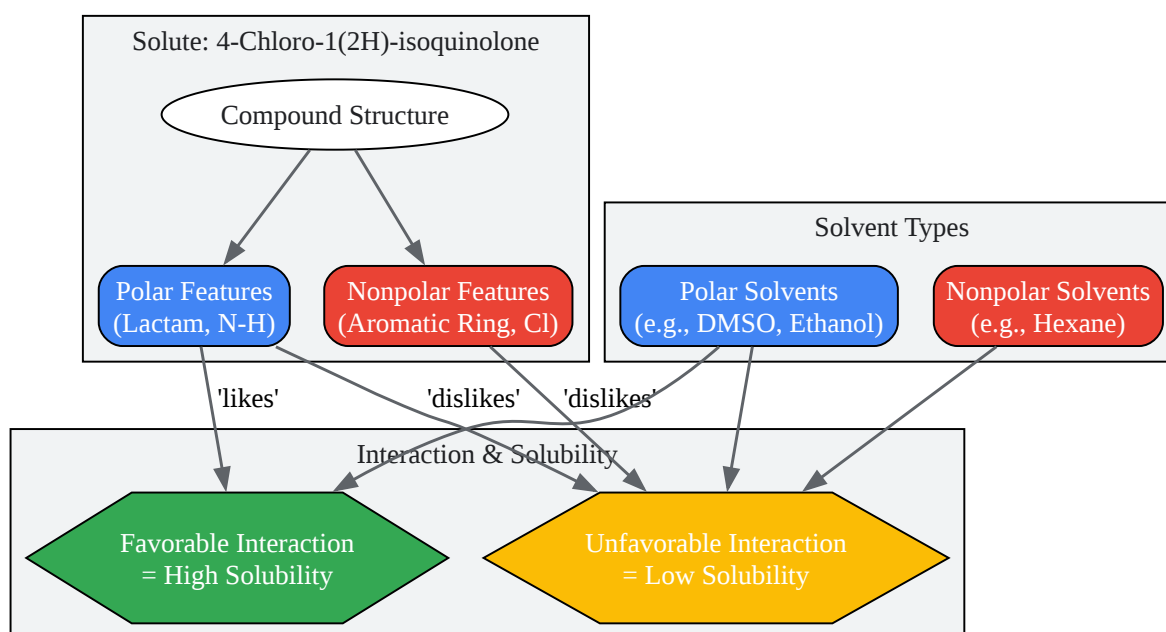 Solute: 4-Chloro-1(2H)-isoquinolone
Compound Structure
Solvent Types
Polar Features
(Lactam, N-H)
Nonpolar Features
(Aromatic Ring, Cl)
Polar Solvents
(e.g., DMSO, Ethanol)
Nonpolar Solvents
(e.g., Hexane)
'likes'
'dislikes'
'dislikes'
Interaction & Solubility
Favorable Interaction
= High Solubility
Unfavorable Interaction
= Low Solubility